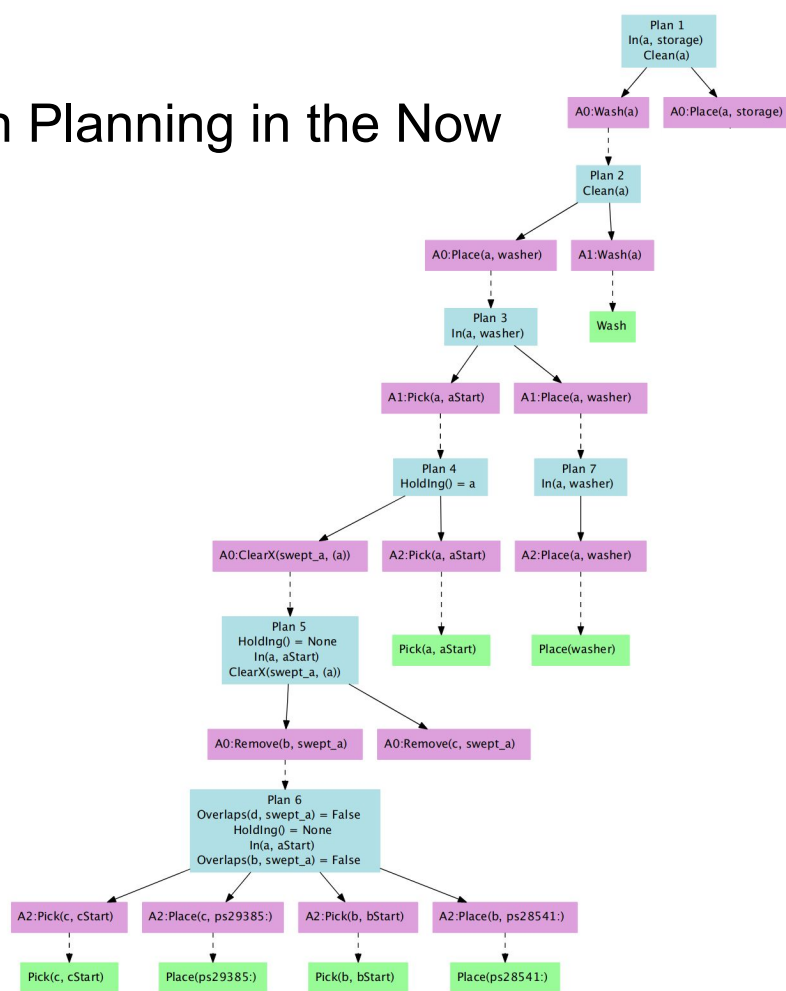 Plan 1
In(a, storage)
Clean(a)
n Planning in the Now
A0:Wash(a)
A0:Place(a, storage)
Plan 2
Clean(a)
A0:Place(a, washer)
A1:Wash(a)
Plan 3
In(a, washer)
Wash
A1:Pick(a, aStart)
A1:Place(a, washer)
Plan 4
HoldIng() = a
Plan 7
In(a, washer)
A0:ClearX(swept_a, (a))
A2:Pick(a, aStart)
A2:Place(a, washer)
Plan 5
HoldIng() = None
In(a, aStart)
ClearX(swept_a, (a))
Pick(a, aStart)
Place(washer)
A0:Remove(b, swept_a)
A0:Remove(c, swept_a)
Plan 6
Overlaps(d, swept_a) = False
HoldIng() = None
In(a, aStart)
Overlaps(b, swept_a) = False
A2:Pick(c, cStart)
A2:Place(c, ps29385:)
A2:Pick(b, bStart)
A2:Place(b, ps28541:)
Pick(c, cStart)
Place(ps29385:)
Pick(b, bStart)
Place(ps28541:)